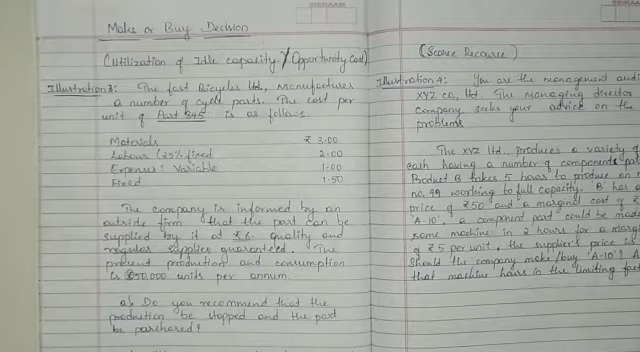 Make or Buy Decision
(Utilization of Idle capacity / Opportunity Cost)
Illustration 3: The fast Bicycles Ltd., manufactures
a number of cycle parts. The cost per
unit of Part 345 is as follows
Materials ₹ 3.00
Labour (25% fixed 2.00
Expenses: Variable 1.00
Fixed 1.50
The company is informed by an
outside firm that the part can be
supplied by it at ₹6. quality and
regular supplies guaranteed. The
present production and consumption
is 50,000 units per annum.
a) Do you recommend that the
production be stopped and the part
be purchased?
(Scarce Resource)
Illustration 4: You are the management audi
XYZ co, ltd. The managing director
Company seeks your advice on the
problems
The XYZ ltd., produces a variety of
each having a number of components par
Product B takes 5 hours to produce on
no. 99 working to full capacity. 'B' has a
price of ₹50 and a marginal cost of ₹
'A-10', a component part could be made
same machine in 2 hours for a margi
of ₹5 per unit, the supplier's price is
Should the company make/buy 'A-10'? A
that machine hours is the limiting fact